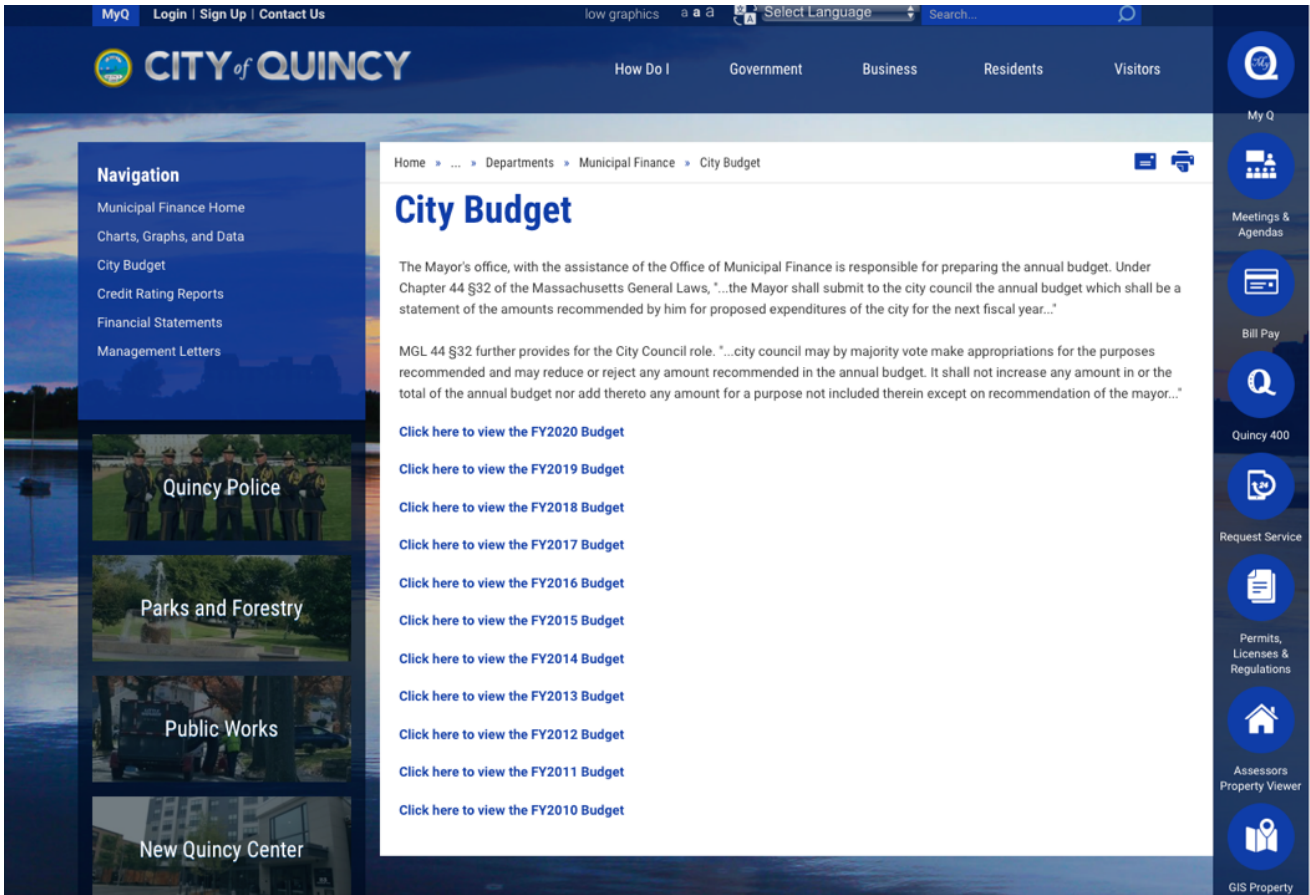 MyQ Login | Sign Up | Contact Us low graphics a a a Select Language Search...
CITY of QUINCY
How Do I Government Business Residents Visitors
Navigation
Municipal Finance Home
Charts, Graphs, and Data
City Budget
Credit Rating Reports
Financial Statements
Management Letters
Quincy Police
Parks and Forestry
Public Works
New Quincy Center
Home » ... » Departments » Municipal Finance » City Budget
City Budget
The Mayor's office, with the assistance of the Office of Municipal Finance is responsible for preparing the annual budget. Under
Chapter 44 §32 of the Massachusetts General Laws, "...the Mayor shall submit to the city council the annual budget which shall be a
statement of the amounts recommended by him for proposed expenditures of the city for the next fiscal year..."
MGL 44 §32 further provides for the City Council role. "...city council may by majority vote make appropriations for the purposes
recommended and may reduce or reject any amount recommended in the annual budget. It shall not increase any amount in or the
total of the annual budget nor add thereto any amount for a purpose not included therein except on recommendation of the mayor..."
Click here to view the FY2020 Budget
Click here to view the FY2019 Budget
Click here to view the FY2018 Budget
Click here to view the FY2017 Budget
Click here to view the FY2016 Budget
Click here to view the FY2015 Budget
Click here to view the FY2014 Budget
Click here to view the FY2013 Budget
Click here to view the FY2012 Budget
Click here to view the FY2011 Budget
Click here to view the FY2010 Budget
My Q
My Q
Meetings &
Agendas
Bill Pay
Q
Quincy 400
24
Request Service
Permits,
Licenses &
Regulations
Assessors
Property Viewer
GIS Property